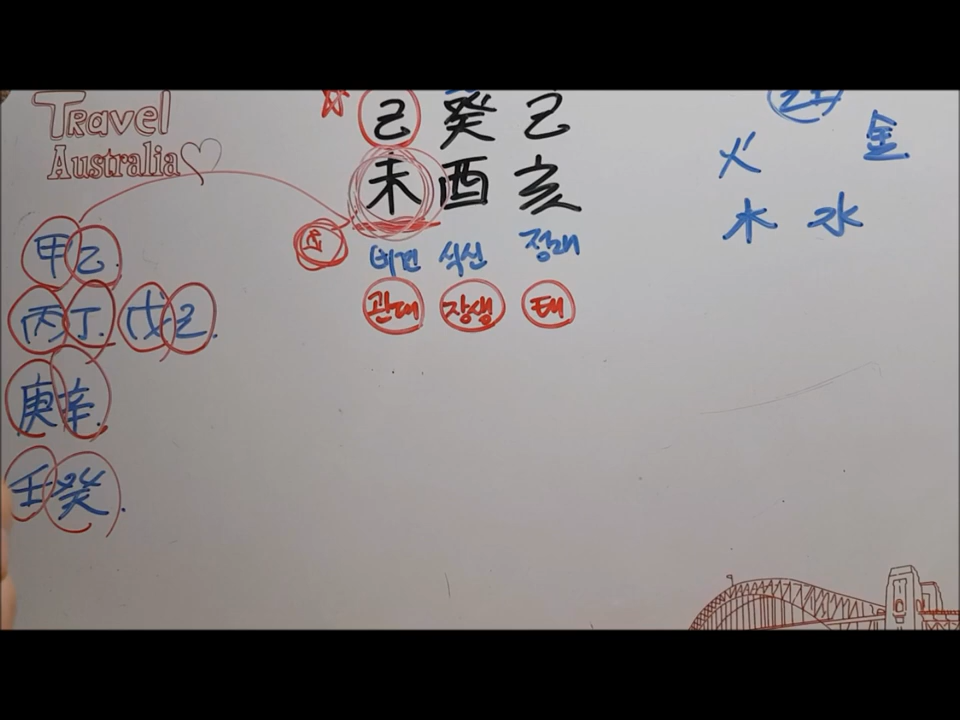 Travel
Australia
己 癸 己
未 酉 亥
비견 식신 정재
관대 장생 태
火 金
木 水
甲乙.
丙丁. 戊己.
庚辛.
壬癸.